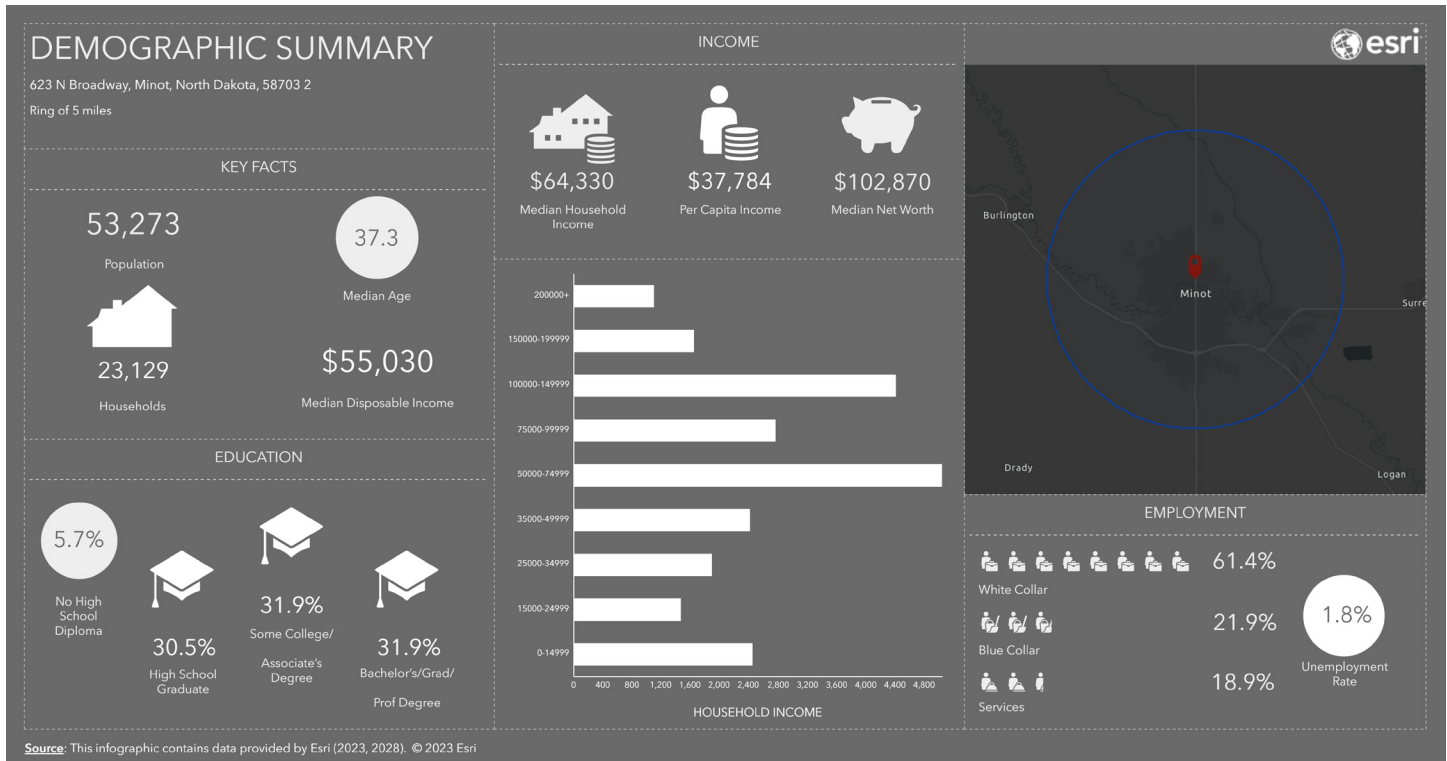 DEMOGRAPHIC SUMMARY
623 N Broadway, Minot, North Dakota, 58703 2
Ring of 5 miles
KEY FACTS
53,273
Population
37.3
Median Age
23,129
Households
$55,030
Median Disposable Income
EDUCATION
5.7%
No High
School
Diploma
30.5%
High School
Graduate
31.9%
Some College/
Associate's
Degree
31.9%
Bachelor's/Grad/
Prof Degree
INCOME
$64,330
Median Household
Income
$37,784
Per Capita Income
$102,870
Median Net Worth
200000+
150000-199999
100000-149999
75000-99999
50000-74999
35000-49999
25000-34999
15000-24999
0-14999
0 400 800 1,200 1,600 2,000 2,400 2,800 3,200 3,600 4,000 4,400 4,800
HOUSEHOLD INCOME
esri
Burlington
Minot
Surre
Drady
Logan
EMPLOYMENT
61.4%
White Collar
21.9%
Blue Collar
18.9%
Services
1.8%
Unemployment
Rate
Source: This infographic contains data provided by Esri (2023, 2028). © 2023 Esri